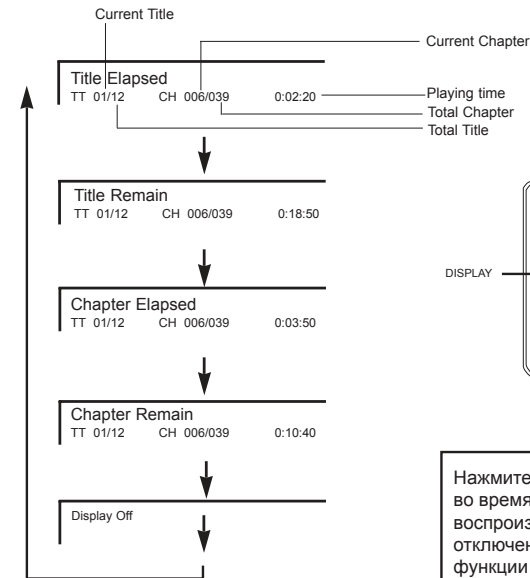 Current Title
Current Chapter
Title Elapsed
TT 01/12 CH 006/039 0:02:20
Playing time
Total Chapter
Total Title
Title Remain
TT 01/12 CH 006/039 0:18:50
DISPLAY
Chapter Elapsed
TT 01/12 CH 006/039 0:03:50
Chapter Remain
TT 01/12 CH 006/039 0:10:40
Display Off
Нажмите
во время
воспроиз
отключен
функции